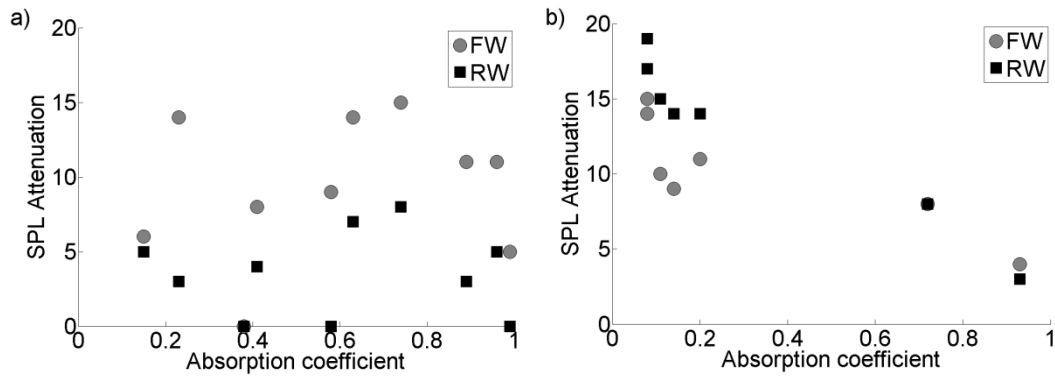 a)
FW
RW
SPL Attenuation
20
15
10
5
0
0 0.2 0.4 0.6 0.8 1
Absorption coefficient
b)
FW
RW
SPL Attenuation
20
15
10
5
0
0 0.2 0.4 0.6 0.8 1
Absorption coefficient